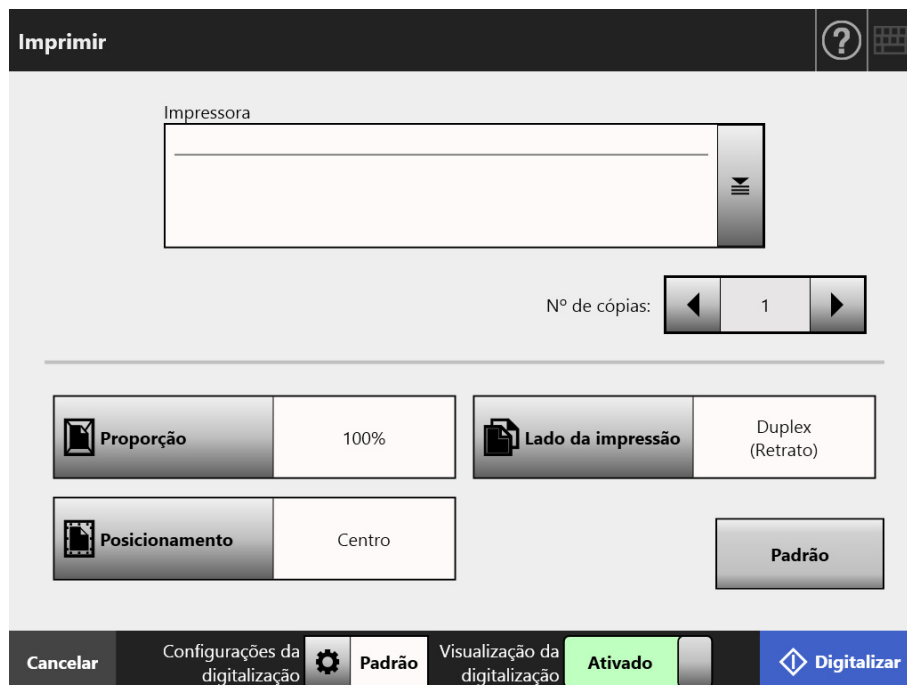 Imprimir
Impressora
Nº de cópias:
1
Proporção
100%
Lado da impressão
Duplex
(Retrato)
Posicionamento
Centro
Padrão
Cancelar
Configurações da
digitalização
Padrão
Visualização da
digitalização
Ativado
Digitalizar